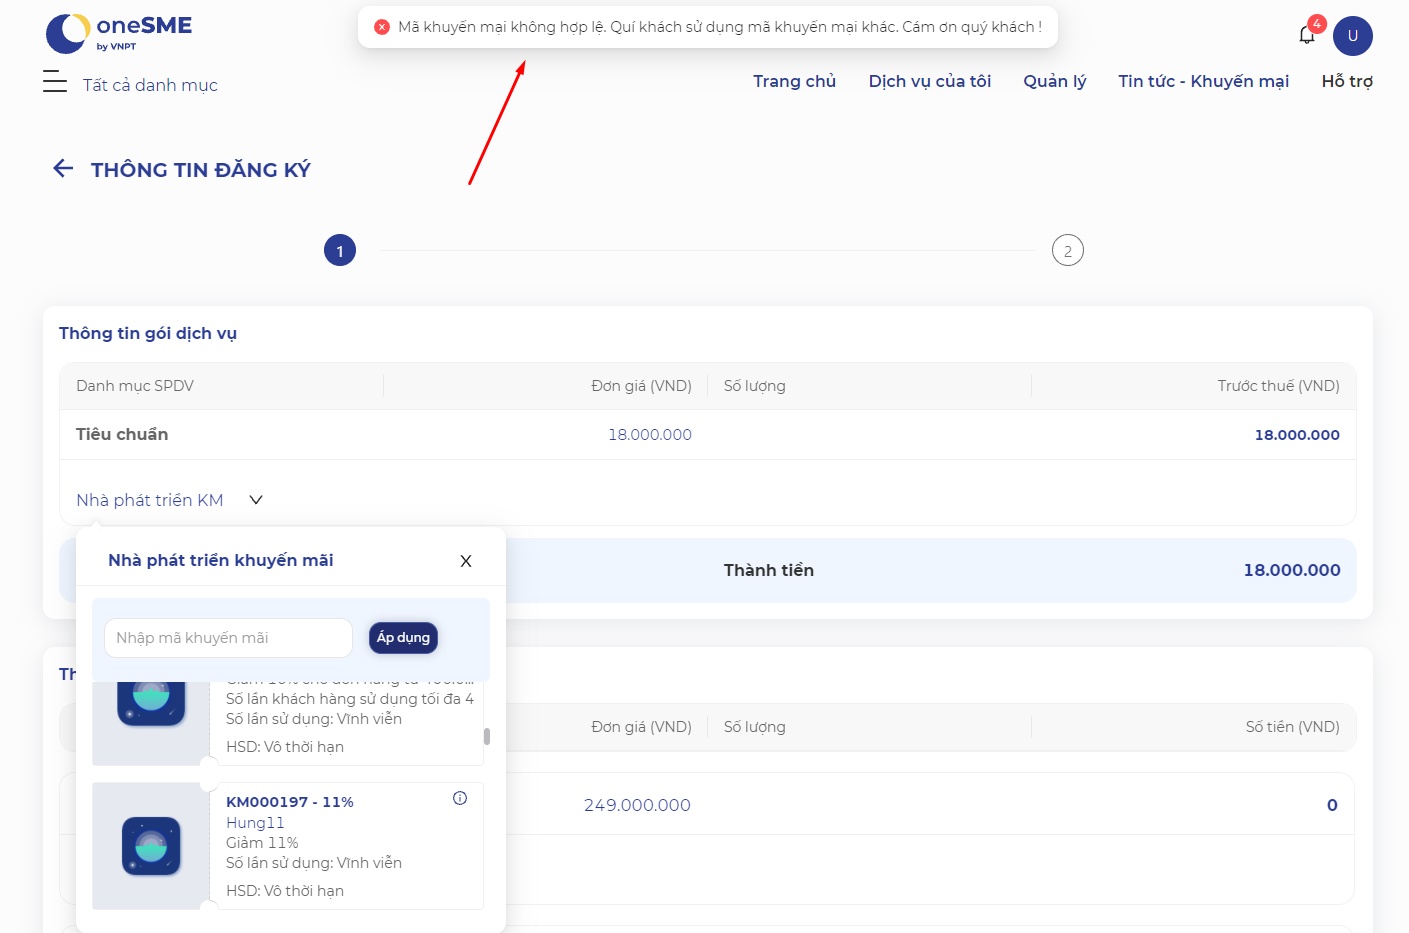 oneSME
by VNPT
Mã khuyến mại không hợp lệ. Quí khách sử dụng mã khuyến mại khác. Cám ơn quý khách !
4
U
Tất cả danh mục
Trang chủ
Dịch vụ của tôi
Quản lý
Tin tức - Khuyến mại
Hỗ trợ
THÔNG TIN ĐĂNG KÝ
1
2
Thông tin gói dịch vụ
Danh mục SPDV
Đơn giá (VND)
Số lượng
Trước thuế (VND)
Tiêu chuẩn
18.000.000
18.000.000
Nhà phát triển KM
Nhà phát triển khuyến mãi
X
Thành tiền
18.000.000
Nhập mã khuyến mãi
Áp dụng
Th
Số lần khách hàng sử dụng tối đa 4
Số lần sử dụng: Vĩnh viễn
HSD: Vô thời hạn
Đơn giá (VND)
Số lượng
Số tiền (VND)
KM000197 - 11%
Hung11
Giảm 11%
Số lần sử dụng: Vĩnh viễn
HSD: Vô thời hạn
249.000.000
0